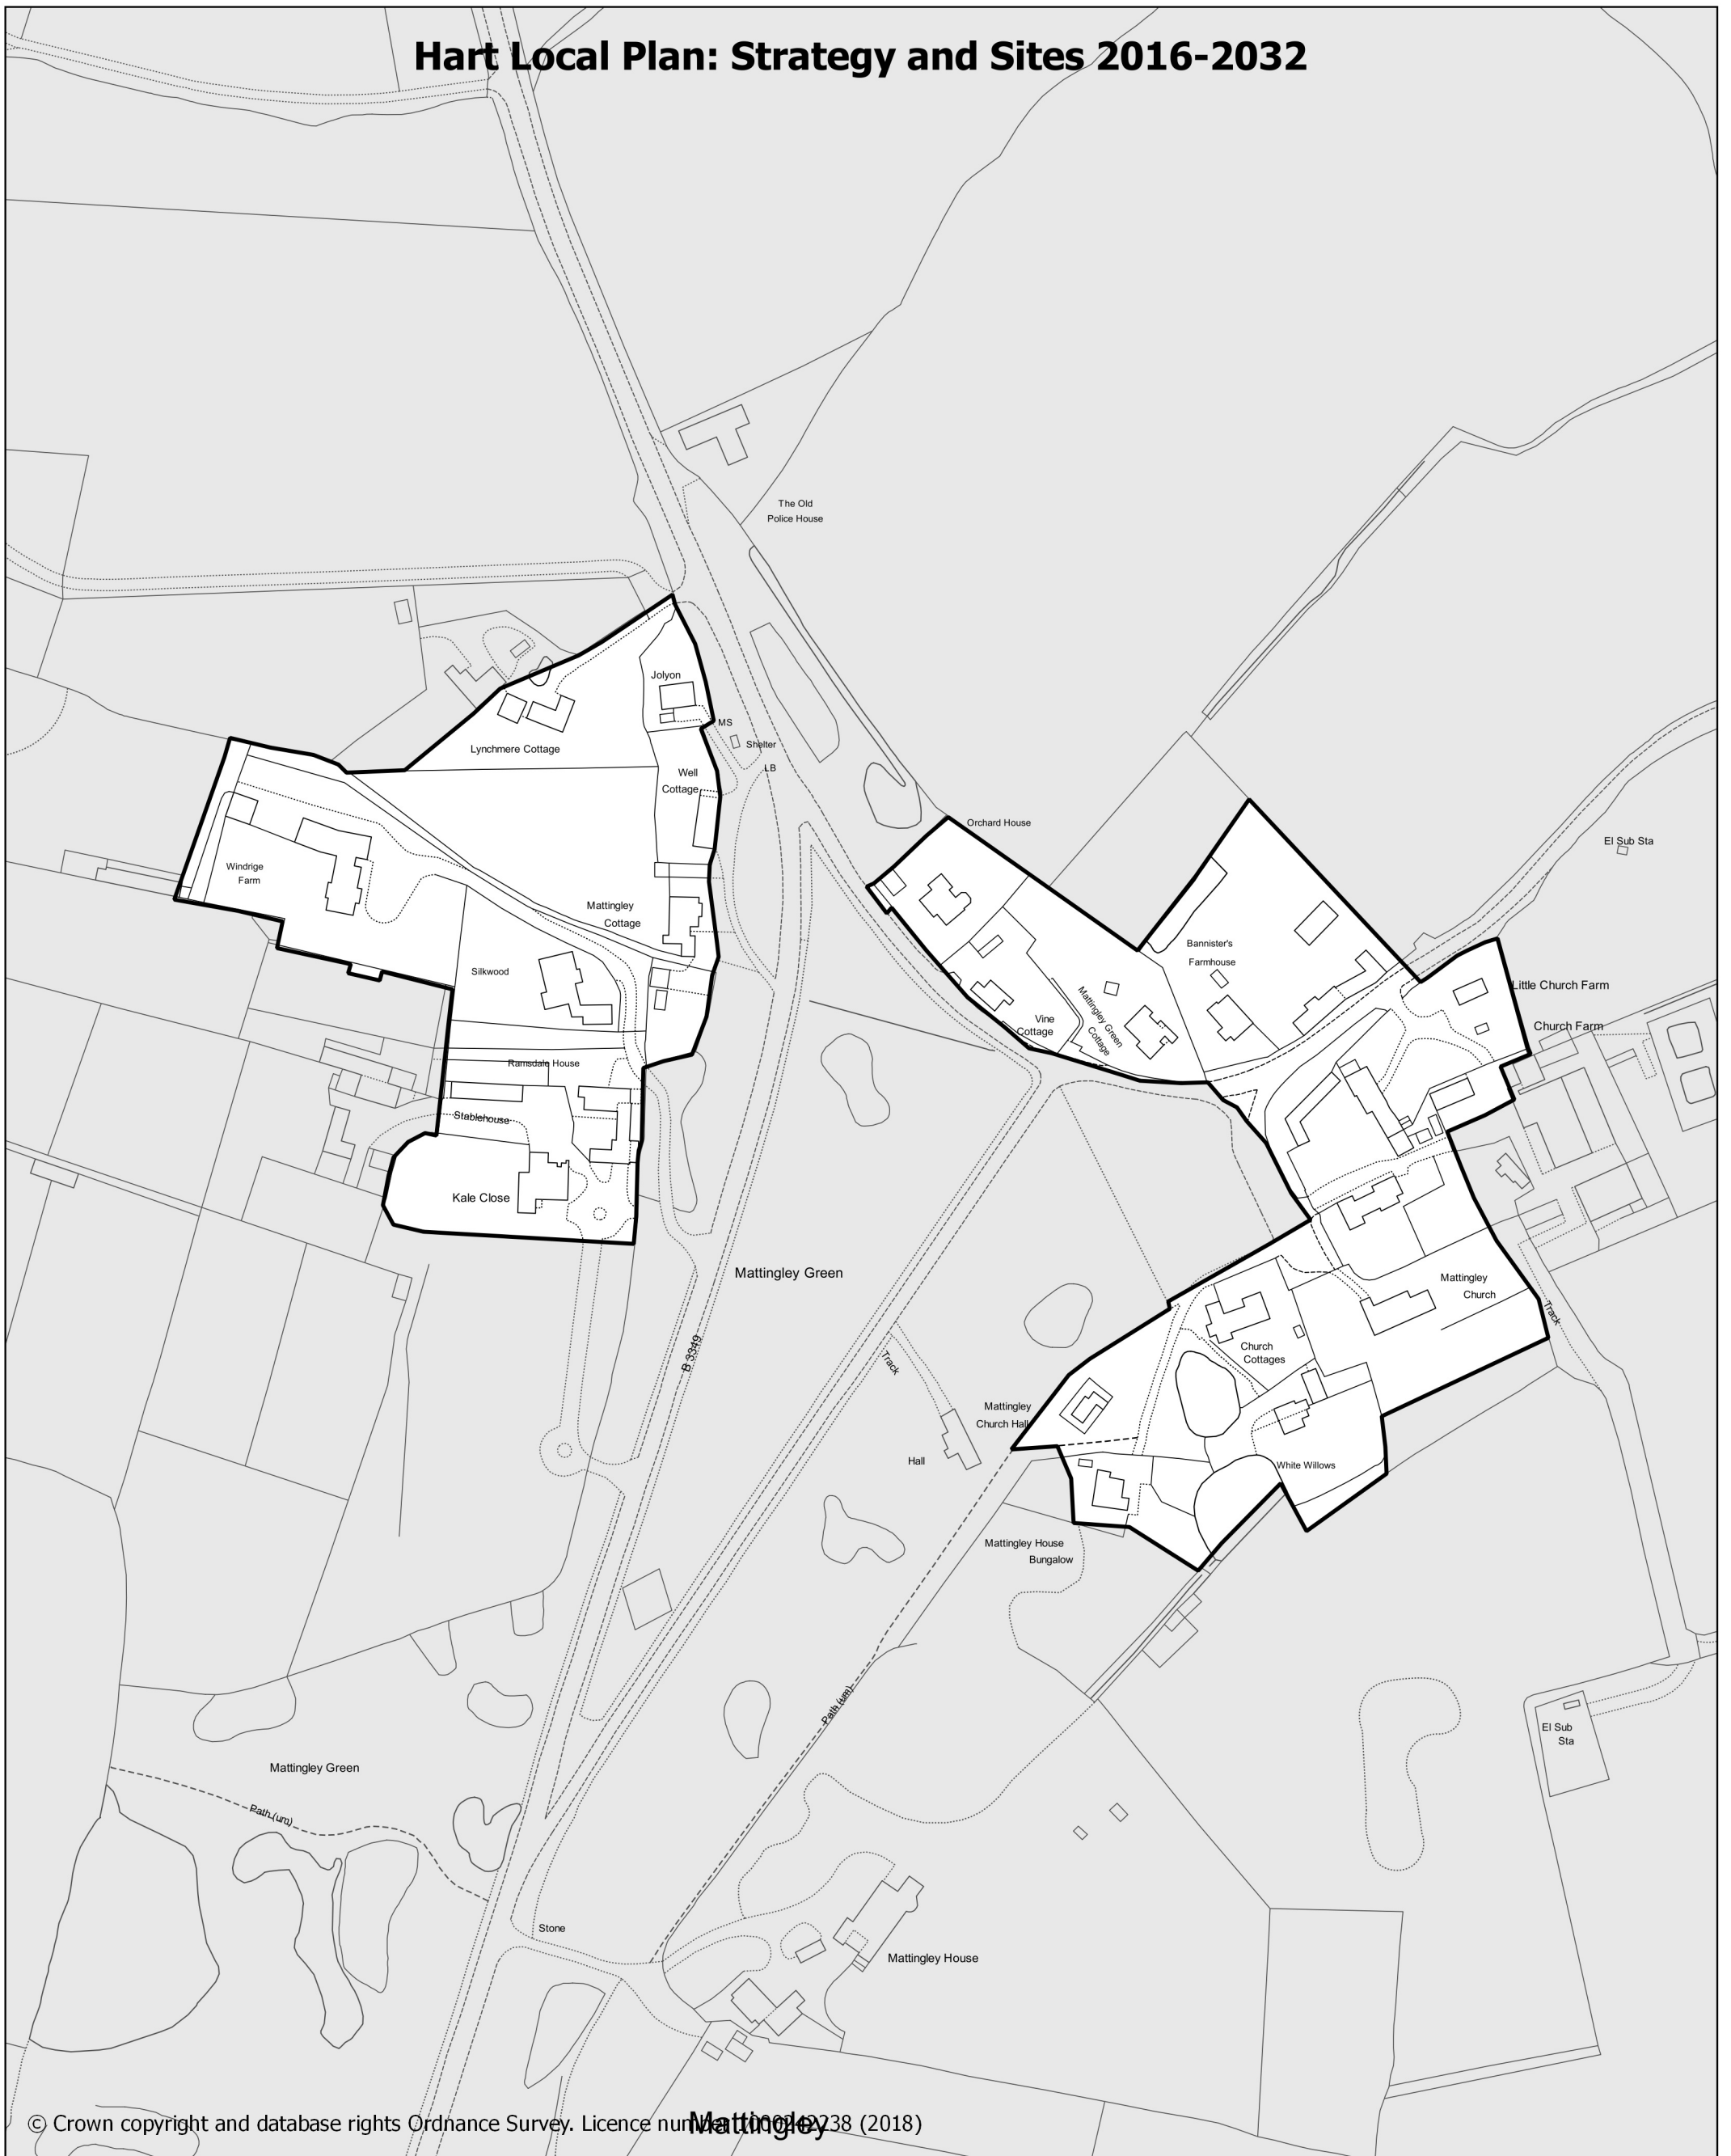 Hart Local Plan: Strategy and Sites 2016-2032
The Old
Police House
Jolyon
MS
Shelter
LB
Lynchmere Cottage
Well
Cottage
Orchard House
El Sub Sta
Windrige
Farm
Mattingley
Cottage
Bannister's
Farmhouse
Silkwood
Little Church Farm
Vine
Cottage
Mattingley Green
Cottage
Church Farm
Ramsdale House
Stablehouse
Kale Close
Mattingley Green
Mattingley
Church
Track
B 3349
Track
Church
Cottages
Mattingley
Church Hall
Hall
White Willows
Mattingley House
Bungalow
Path (um)
El Sub
Sta
Mattingley Green
Path (um)
Stone
Mattingley House
© Crown copyright and database rights Ordnance Survey. Licence number (2018)
Mattingley